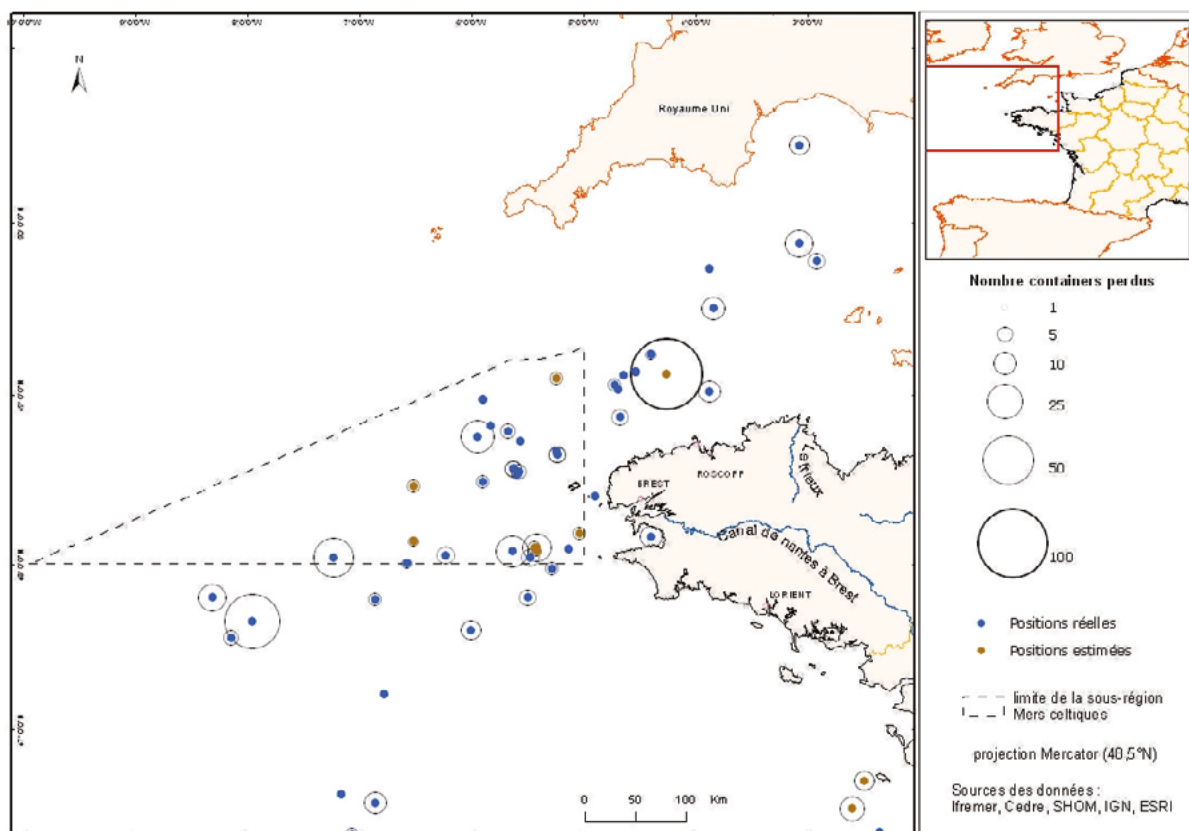 N
Royaume Uni
ROSCOFF
BREST
Le Trieux
Canal de nantes à Brest
LORIENT
0 50 100 Km
Nombre containers perdus
1
5
10
25
50
100
Positions réelles
Positions estimées
limite de la sous-région
Mers celtiques
projection Mercator (40,5°N)
Sources des données :
Ifremer, Cedre, SHOM, IGN, ESRI